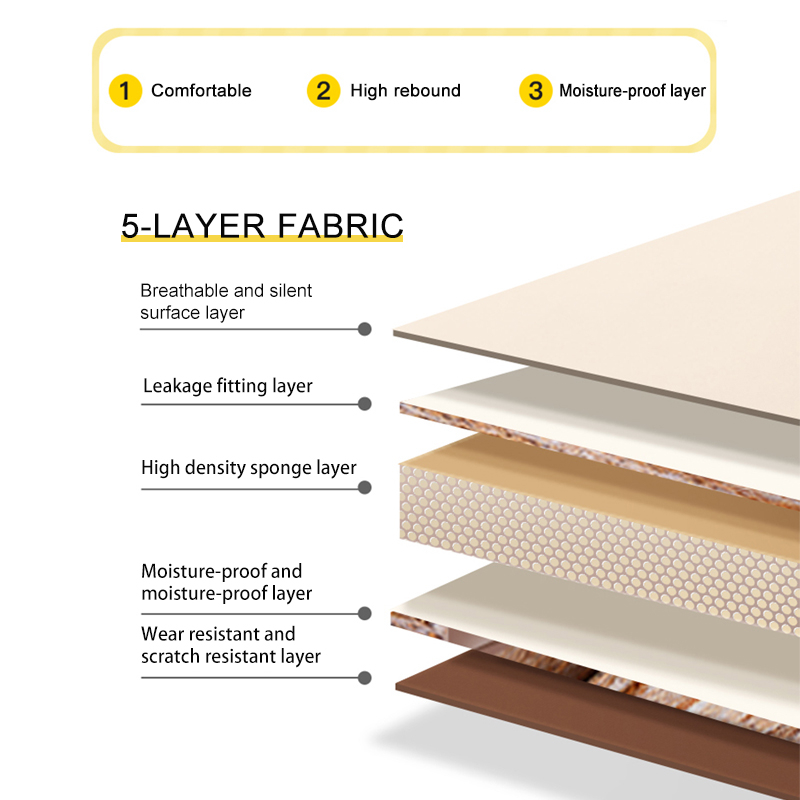 1 Comfortable
2 High rebound
3 Moisture-proof layer
5-LAYER FABRIC
Breathable and silent
surface layer
Leakage fitting layer
High density sponge layer
Moisture-proof and
moisture-proof layer
Wear resistant and
scratch resistant layer